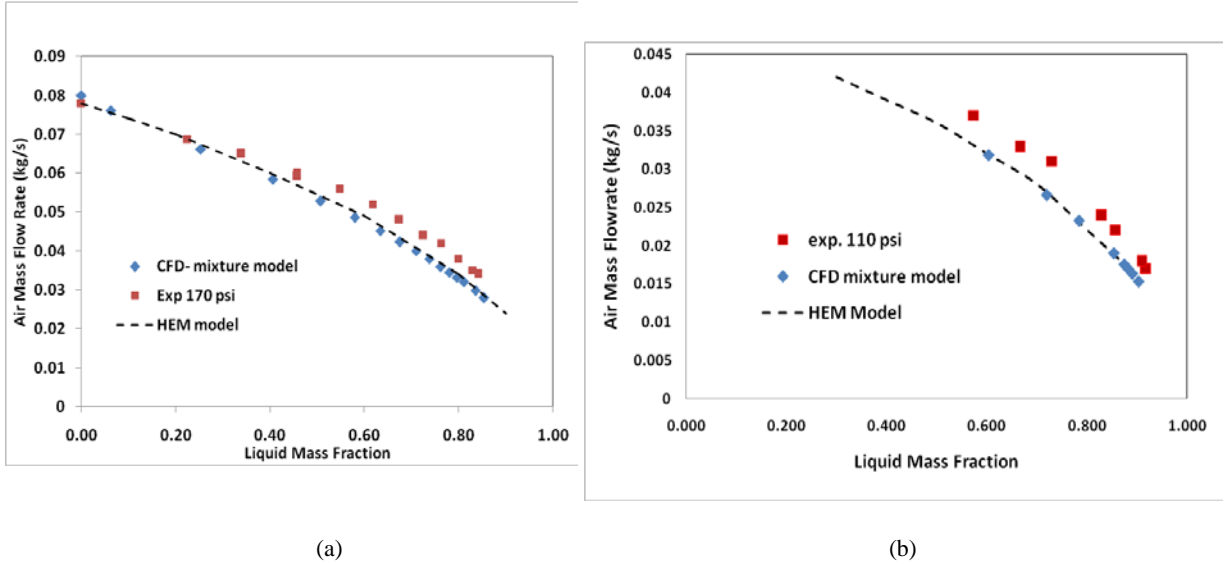 0.09
0.08
0.07
0.06
0.05
0.04
0.03
0.02
0.01
0
Air Mass Flow Rate (kg/s)
CFD- mixture model
Exp 170 psi
HEM model
0.00 0.20 0.40 0.60 0.80 1.00
Liquid Mass Fraction
(a)
0.045
0.04
0.035
0.03
0.025
0.02
0.015
0.01
0.005
0
Air Mass Flowrate (kg/s)
exp. 110 psi
CFD mixture model
HEM Model
0.000 0.200 0.400 0.600 0.800 1.000
Liquid Mass Fraction
(b)